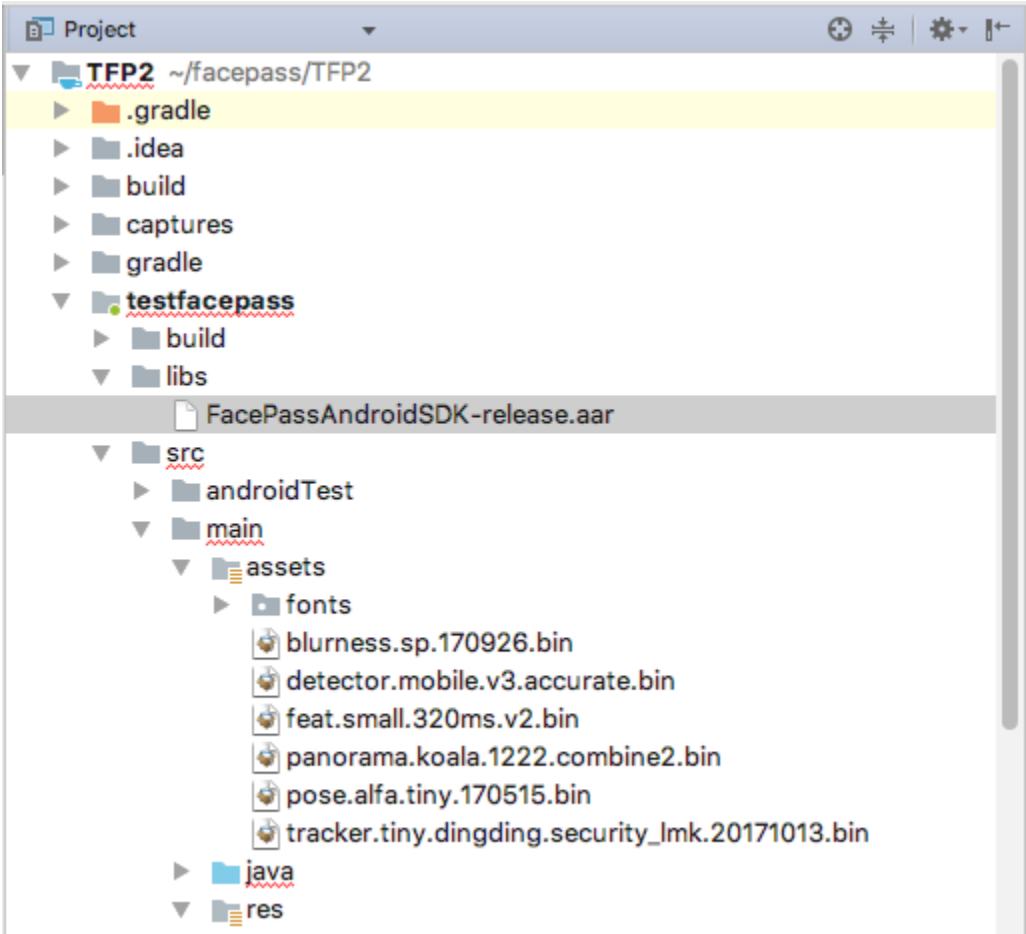 Project
TFP2 ~/facepass/TFP2
.gradle
.idea
build
captures
gradle
testfacepass
build
libs
FacePassAndroidSDK-release.aar
src
androidTest
main
assets
fonts
blurness.sp.170926.bin
detector.mobile.v3.accurate.bin
feat.small.320ms.v2.bin
panorama.koala.1222.combine2.bin
pose.alfa.tiny.170515.bin
tracker.tiny.dingding.security_lmk.20171013.bin
java
res